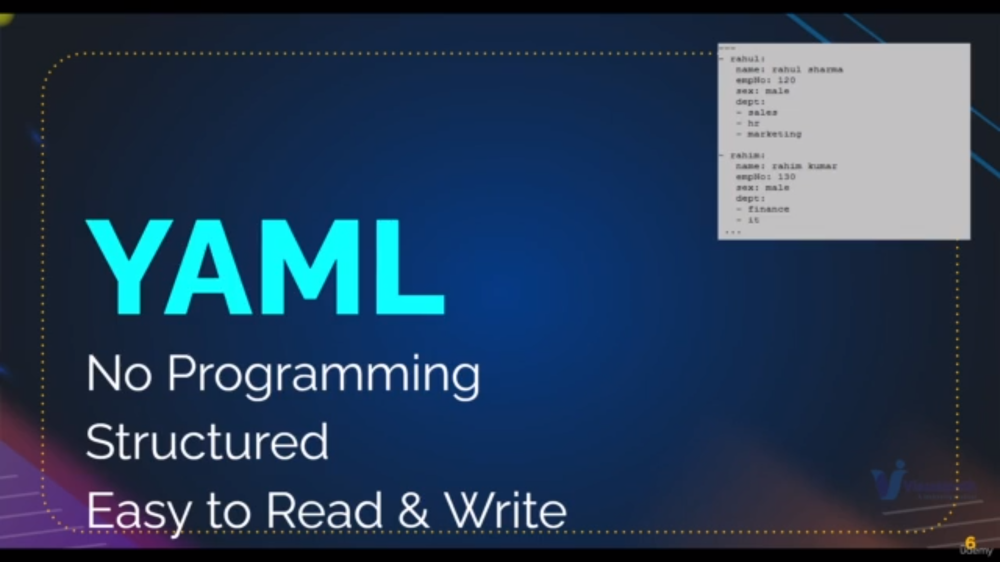 ---
- rahul:
name: rahul sharma
empNo: 120
sex: male
dept:
- sales
- hr
- marketing
- rahim:
name: rahim kumar
empNo: 130
sex: male
dept:
- finance
- it
...
YAML
No Programming
Structured
Easy to Read & Write
6
ûdemy